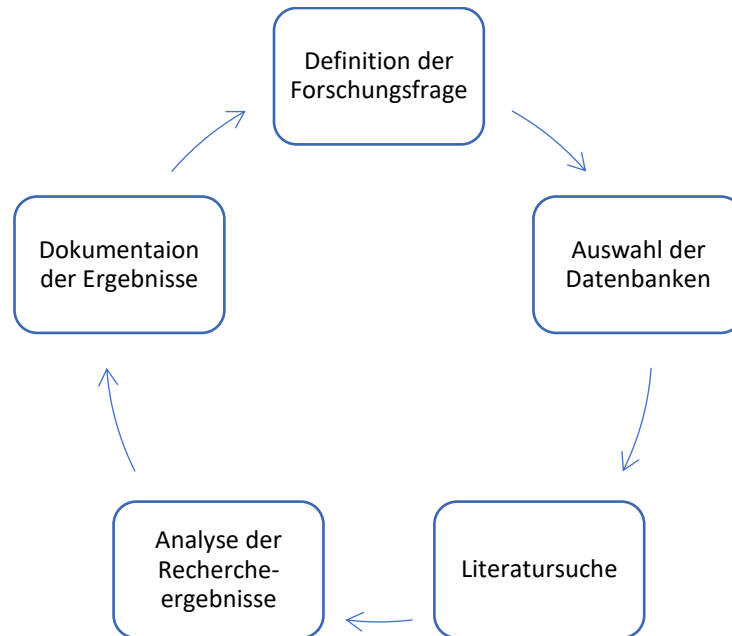 Definition der
Forschungsfrage
Auswahl der
Datenbanken
Literatursuche
Analyse der
Recherche-
ergebnisse
Dokumentaion
der Ergebnisse